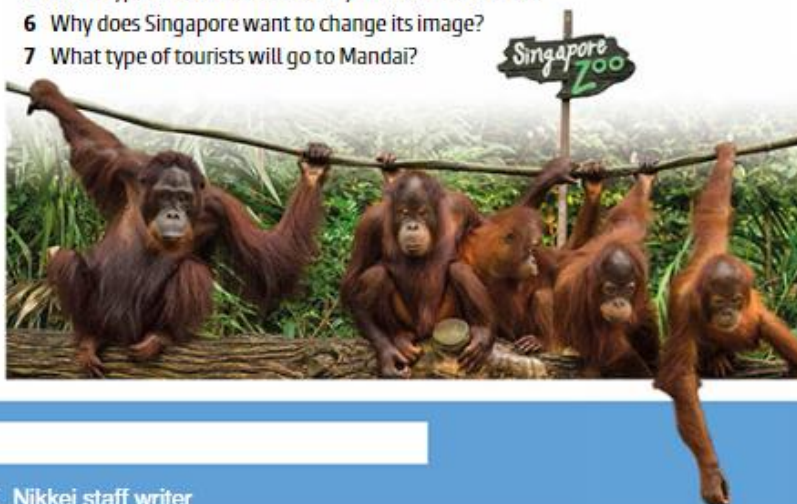 6 Why does Singapore want to change its image?
7 What type of tourists will go to Mandai?
Singapore
Zoo
Nikkei staff writer